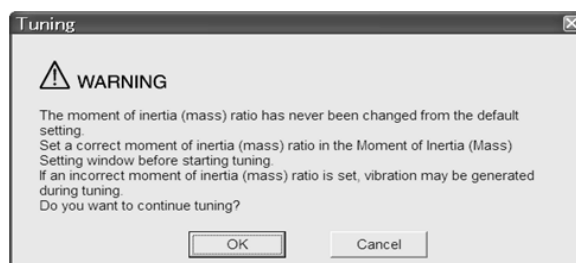 Tuning
WARNING
The moment of inertia (mass) ratio has never been changed from the default
setting.
Set a correct moment of inertia (mass) ratio in the Moment of Inertia (Mass)
Setting window before starting tuning.
If an incorrect moment of inertia (mass) ratio is set, vibration may be generated
during tuning.
Do you want to continue tuning?
OK Cancel